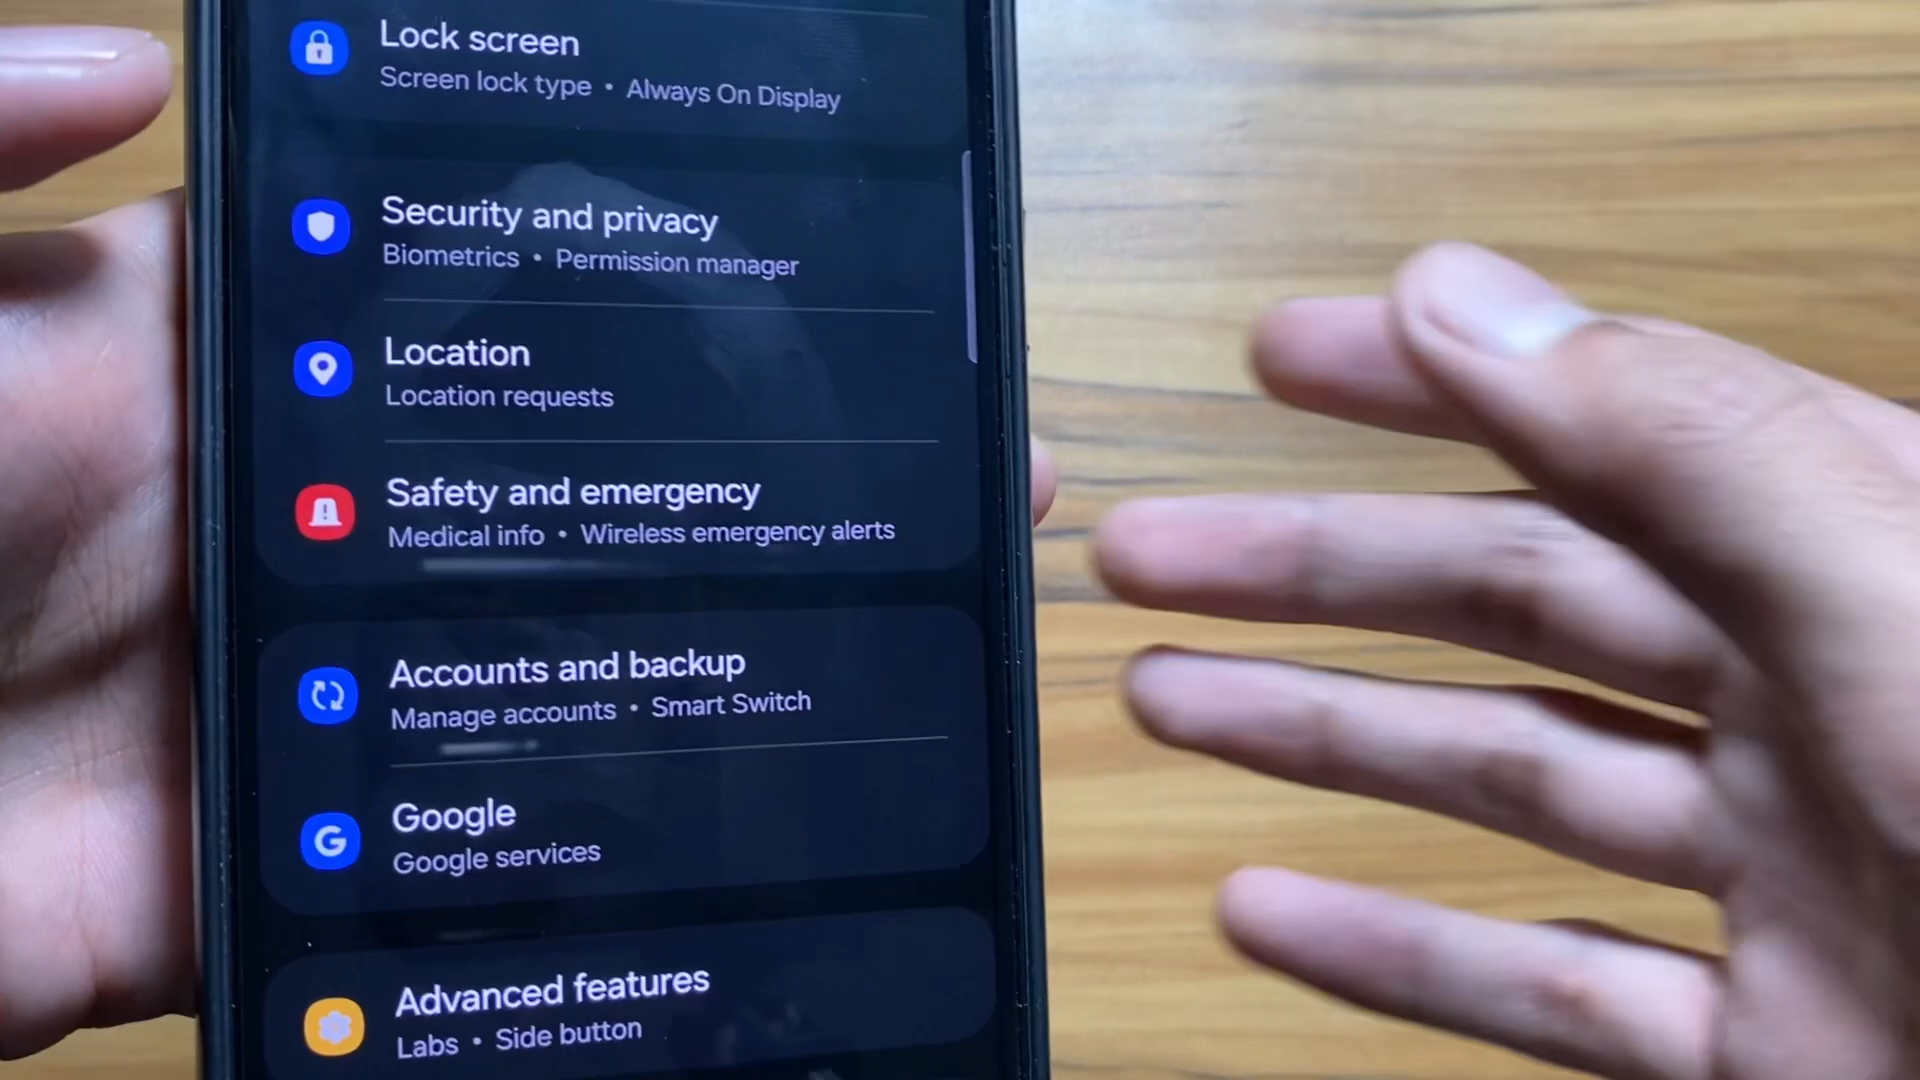 Lock screen
Screen lock type • Always On Display
Security and privacy
Biometrics • Permission manager
Location
Location requests
Safety and emergency
Medical info • Wireless emergency alerts
Accounts and backup
Manage accounts • Smart Switch
Google
Google services
Advanced features
Labs • Side button